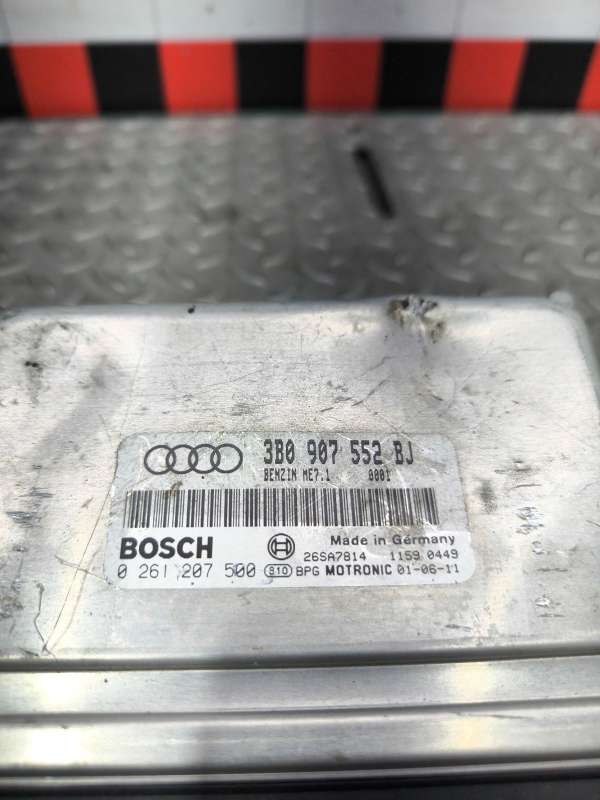 3B0 907 552 BJ
BENZIN ME7.1 0001
BOSCH Made in Germany
26SA7814 1159 0449
0 261 207 500 S10 BPG MOTRONIC 01-06-11